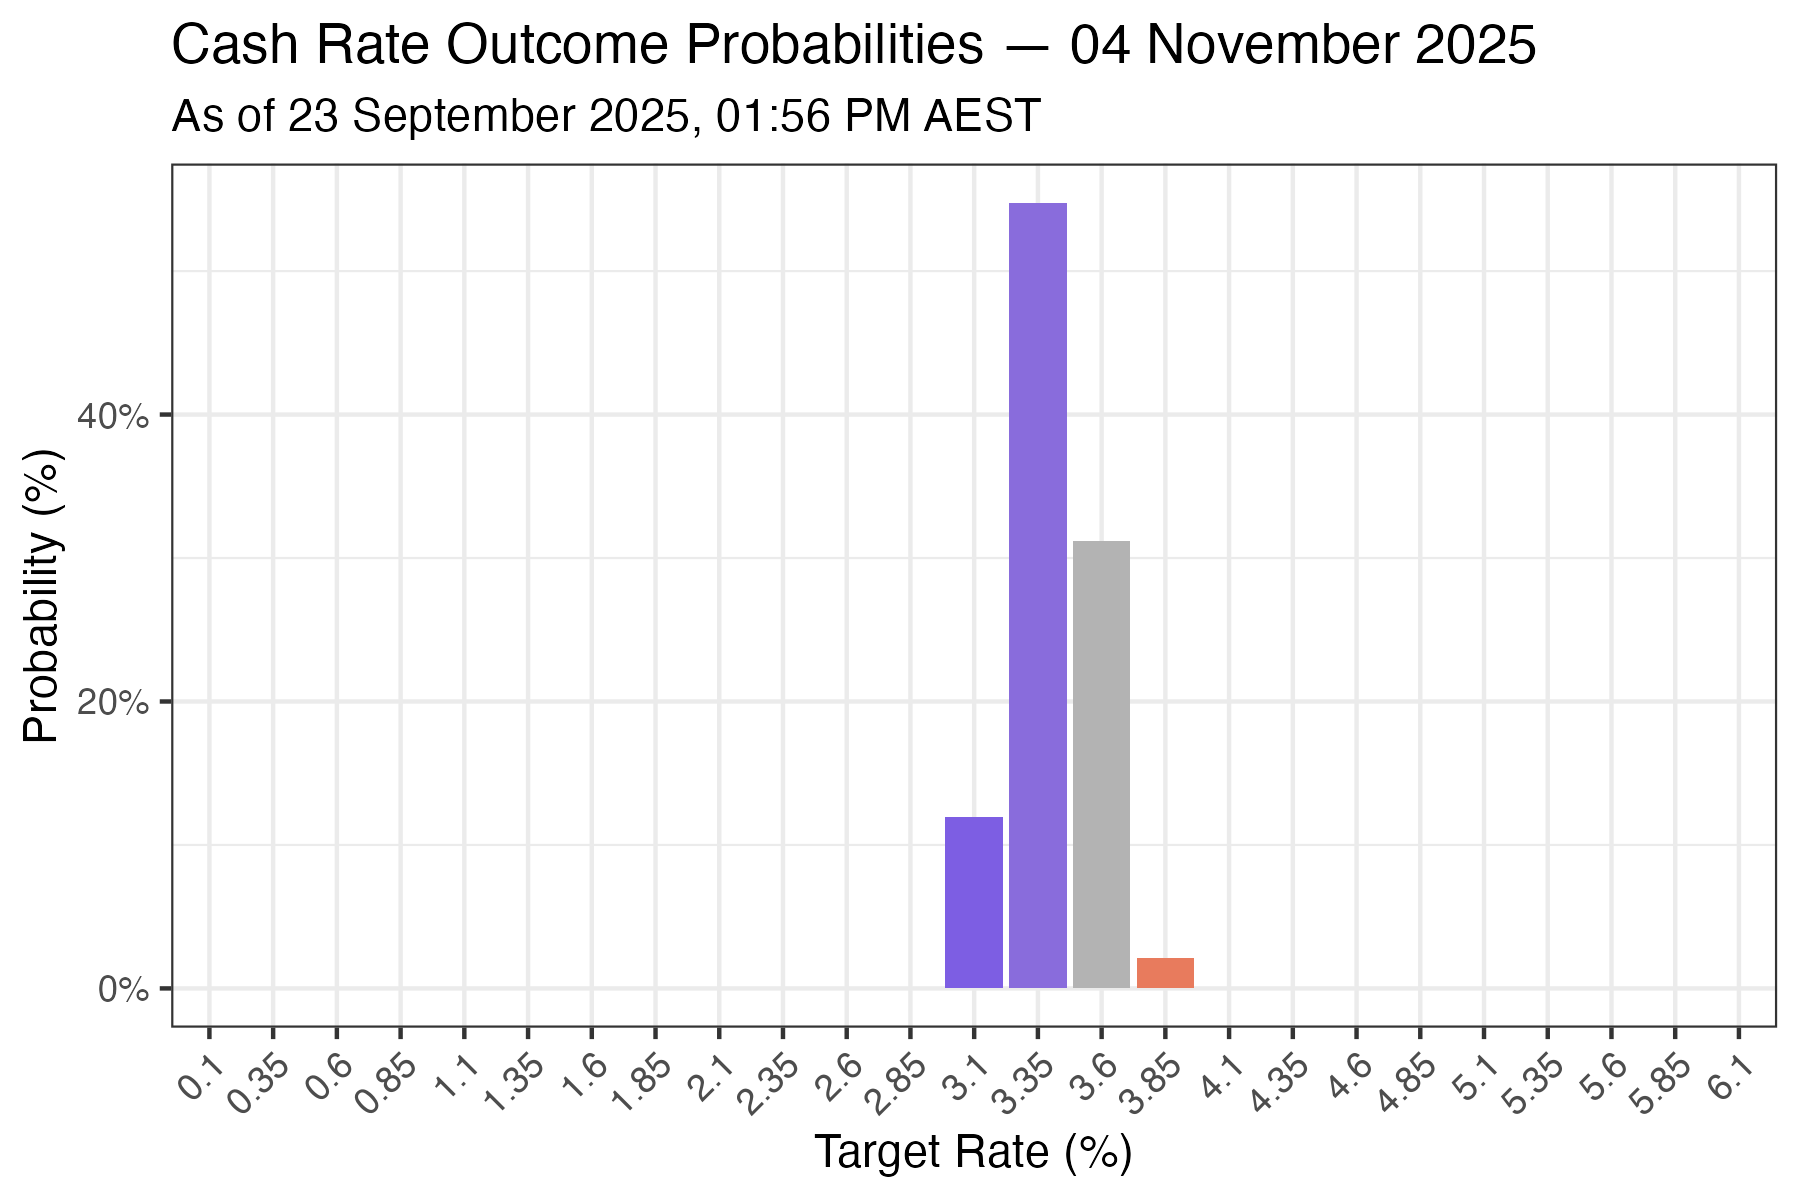 Cash Rate Outcome Probabilities — 04 November 2025
As of 23 September 2025, 01:56 PM AEST
Probability (%)
40%
20%
0%
0.1 0.35 0.6 0.85 1.1 1.35 1.6 1.85 2.1 2.35 2.6 2.85 3.1 3.35 3.6 3.85 4.1 4.35 4.6 4.85 5.1 5.35 5.6 5.85 6.1
Target Rate (%)